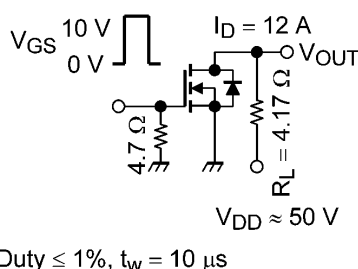 V_GS 10 V
0 V
I_D = 12 A
V_OUT
4.7 Ω
R_L = 4.17 Ω
V_DD ≈ 50 V
Duty ≤ 1%, t_w = 10 μs